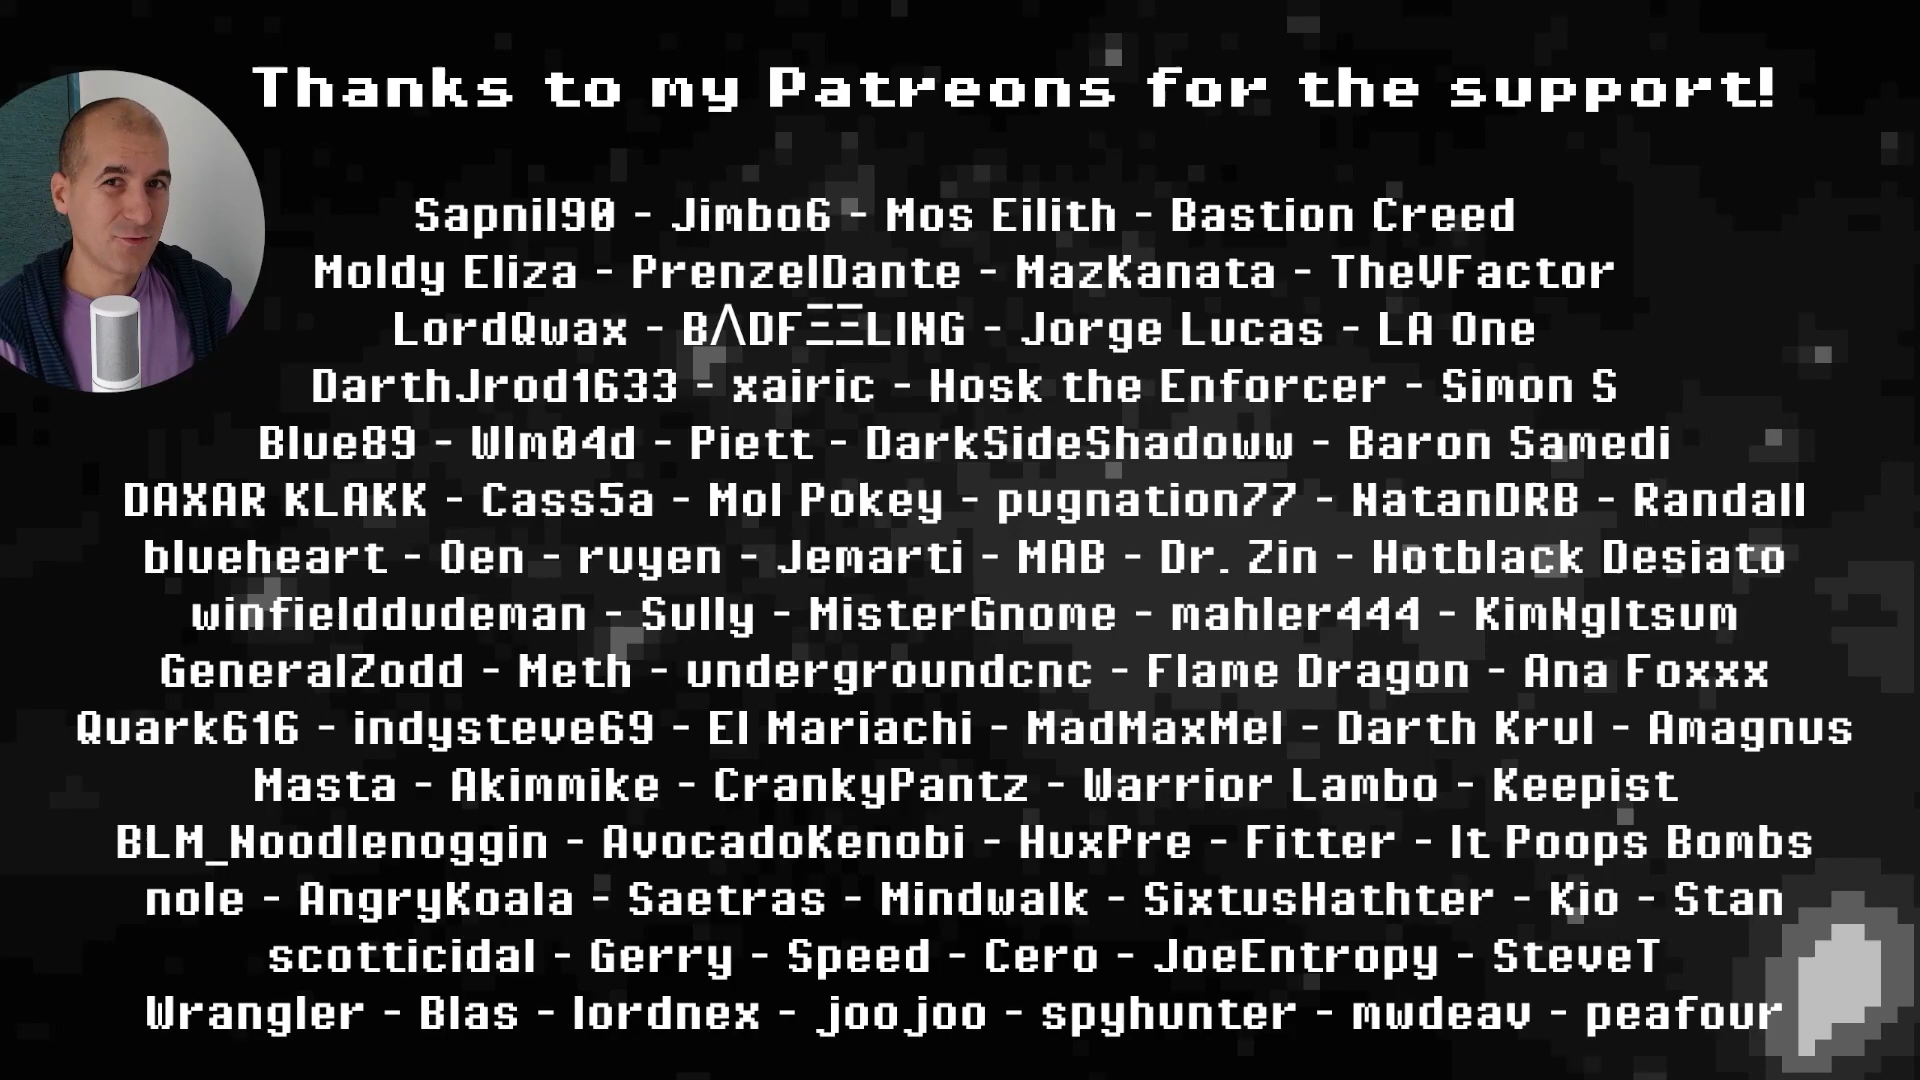 Thanks to my Patreons for the support!
Sapnil90 - Jimbo6 - Mos Eilith - Bastion Creed
Moldy Eliza - PrenzelDante - MazKanata - TheVFactor
LordQwax - BΛDFΞΞLING - Jorge Lucas - LA One
DarthJrod1633 - xairic - Hosk the Enforcer - Simon S
Blue89 - Wlm04d - Piett - DarkSideShadoww - Baron Samedi
DAXAR KLAKK - Cass5a - Mol Pokey - pugnation77 - NatanDRB - Randall
blueheart - Oen - ruyen - Jemarti - MAB - Dr. Zin - Hotblack Desiato
winfielddudeman - Sully - MisterGnome - mahler444 - KimNgltsum
GeneralZodd - Meth - undergroundcnc - Flame Dragon - Ana Foxxx
Quark616 - indysteve69 - El Mariachi - MadMaxMel - Darth Krul - Amagnus
Masta - Akimmike - CrankyPantz - Warrior Lambo - Keepist
BLM_Noodlenoggin - AvocadoKenobi - HuxPre - Fitter - It Poops Bombs
nole - AngryKoala - Saetras - Mindwalk - SixtusHathter - Kio - Stan
scotticidal - Gerry - Speed - Cero - JoeEntropy - SteveT
Wrangler - Blas - lordnex - joojoo - spyhunter - mwdeav - peafour